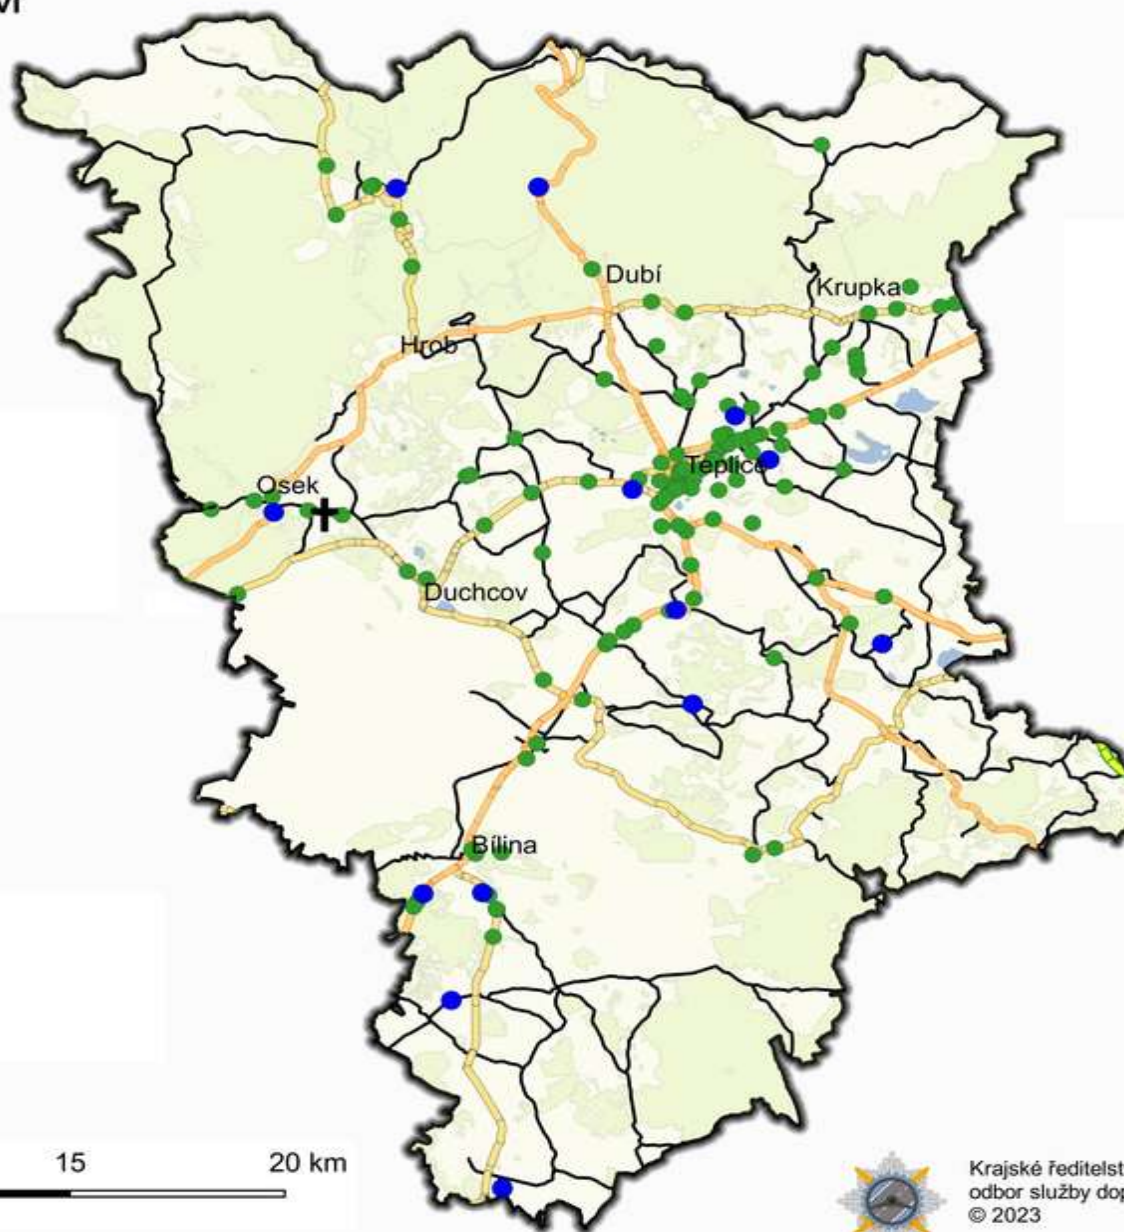 Dubí
Krupka
Hrob
Teplice
Osek
Duchcov
Bílina
15 20 km
Krajské ředitelst
odbor služby dop
© 2023